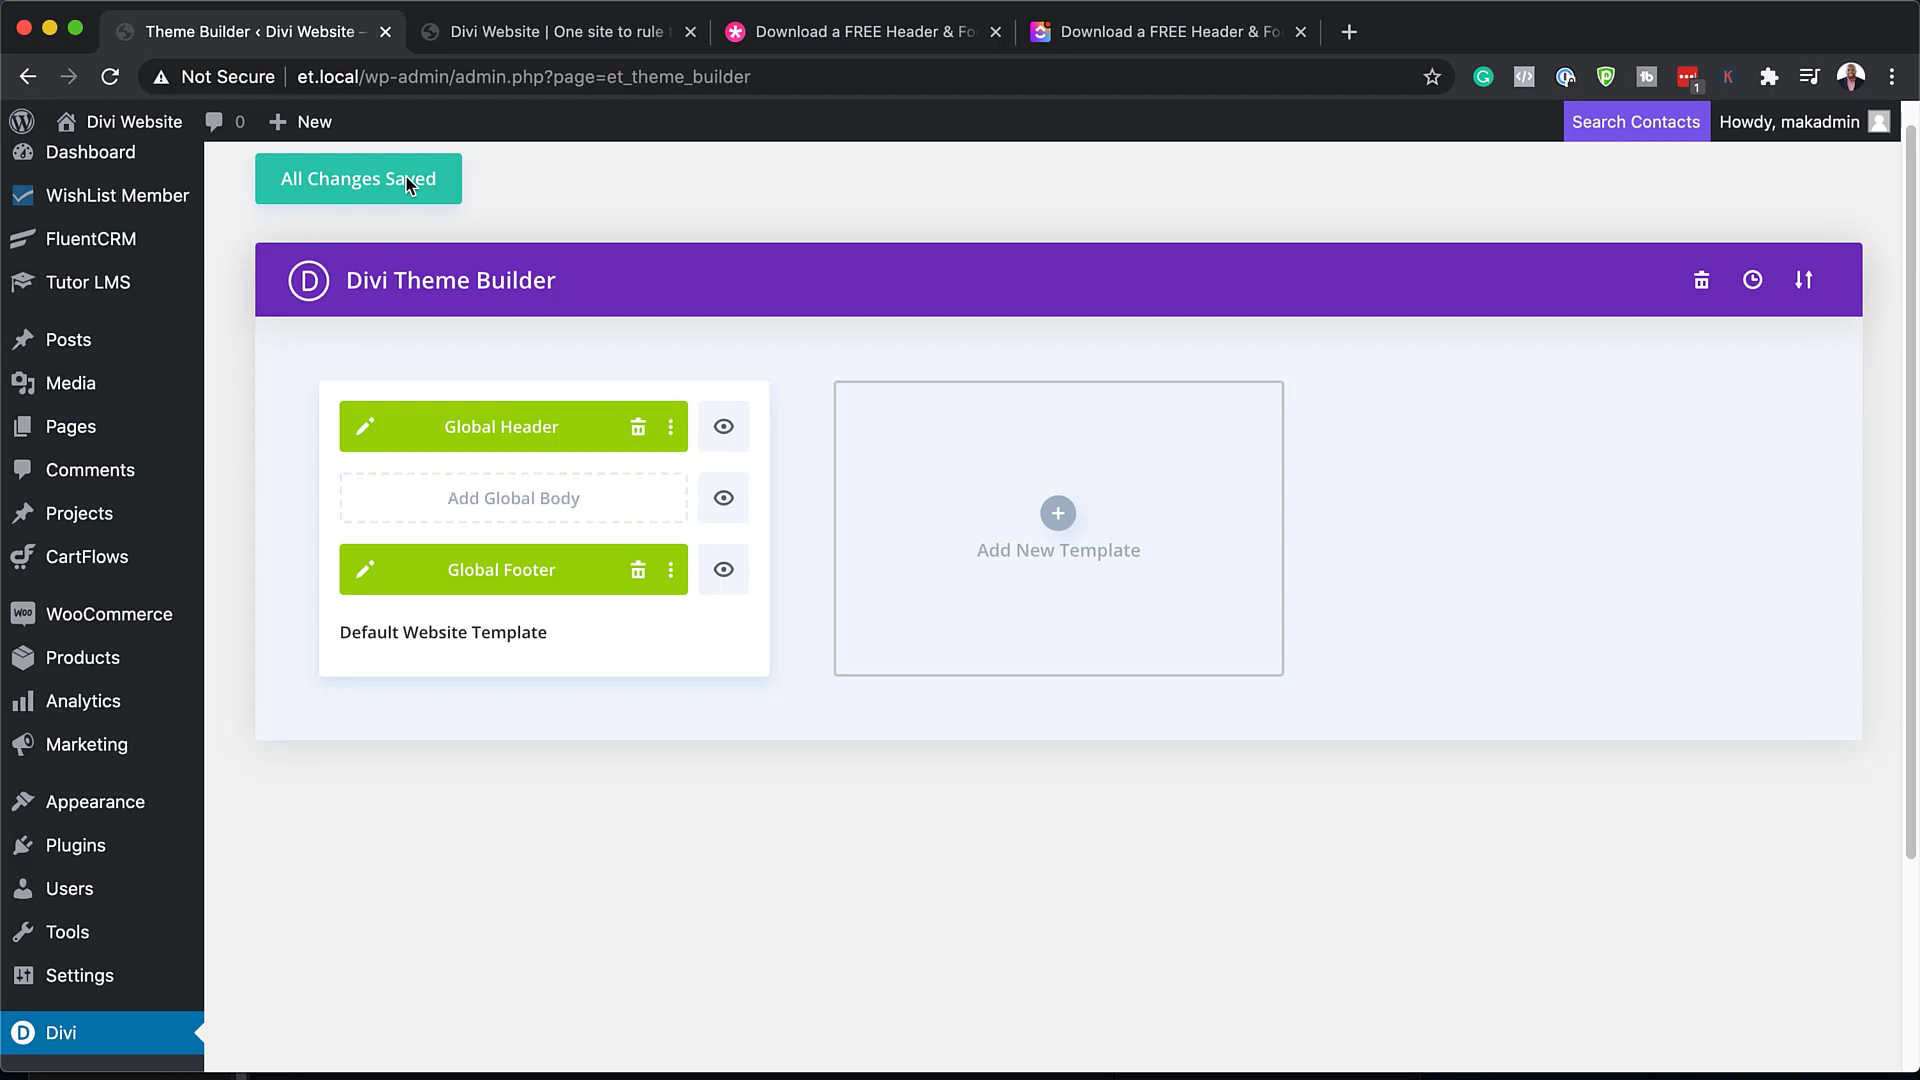 Theme Builder ‹ Divi Website –
Divi Website | One site to rule t
Download a FREE Header & Fo
Download a FREE Header & Fo
Not Secure
et.local/wp-admin/admin.php?page=et_theme_builder
1
Divi Website
0
New
Search Contacts
Howdy, makadmin
Dashboard
WishList Member
FluentCRM
Tutor LMS
Posts
Media
Pages
Comments
Projects
CartFlows
WooCommerce
Products
Analytics
Marketing
Appearance
Plugins
Users
Tools
Settings
Divi
All Changes Saved
Divi Theme Builder
Global Header
Add Global Body
Global Footer
Default Website Template
Add New Template